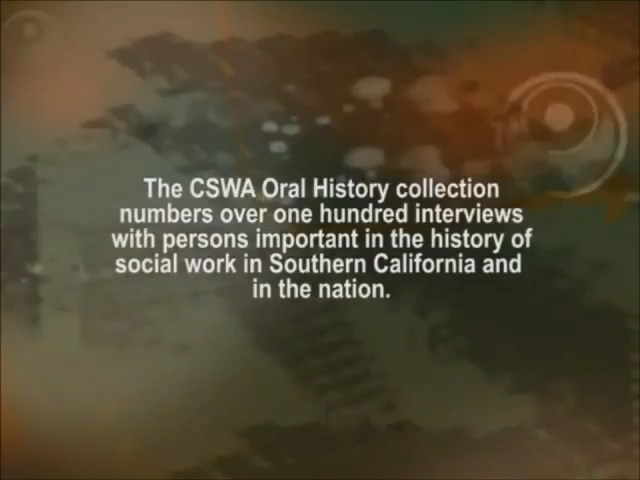 The CSWA Oral History collection
numbers over one hundred interviews
with persons important in the history of
social work in Southern California and
in the nation.